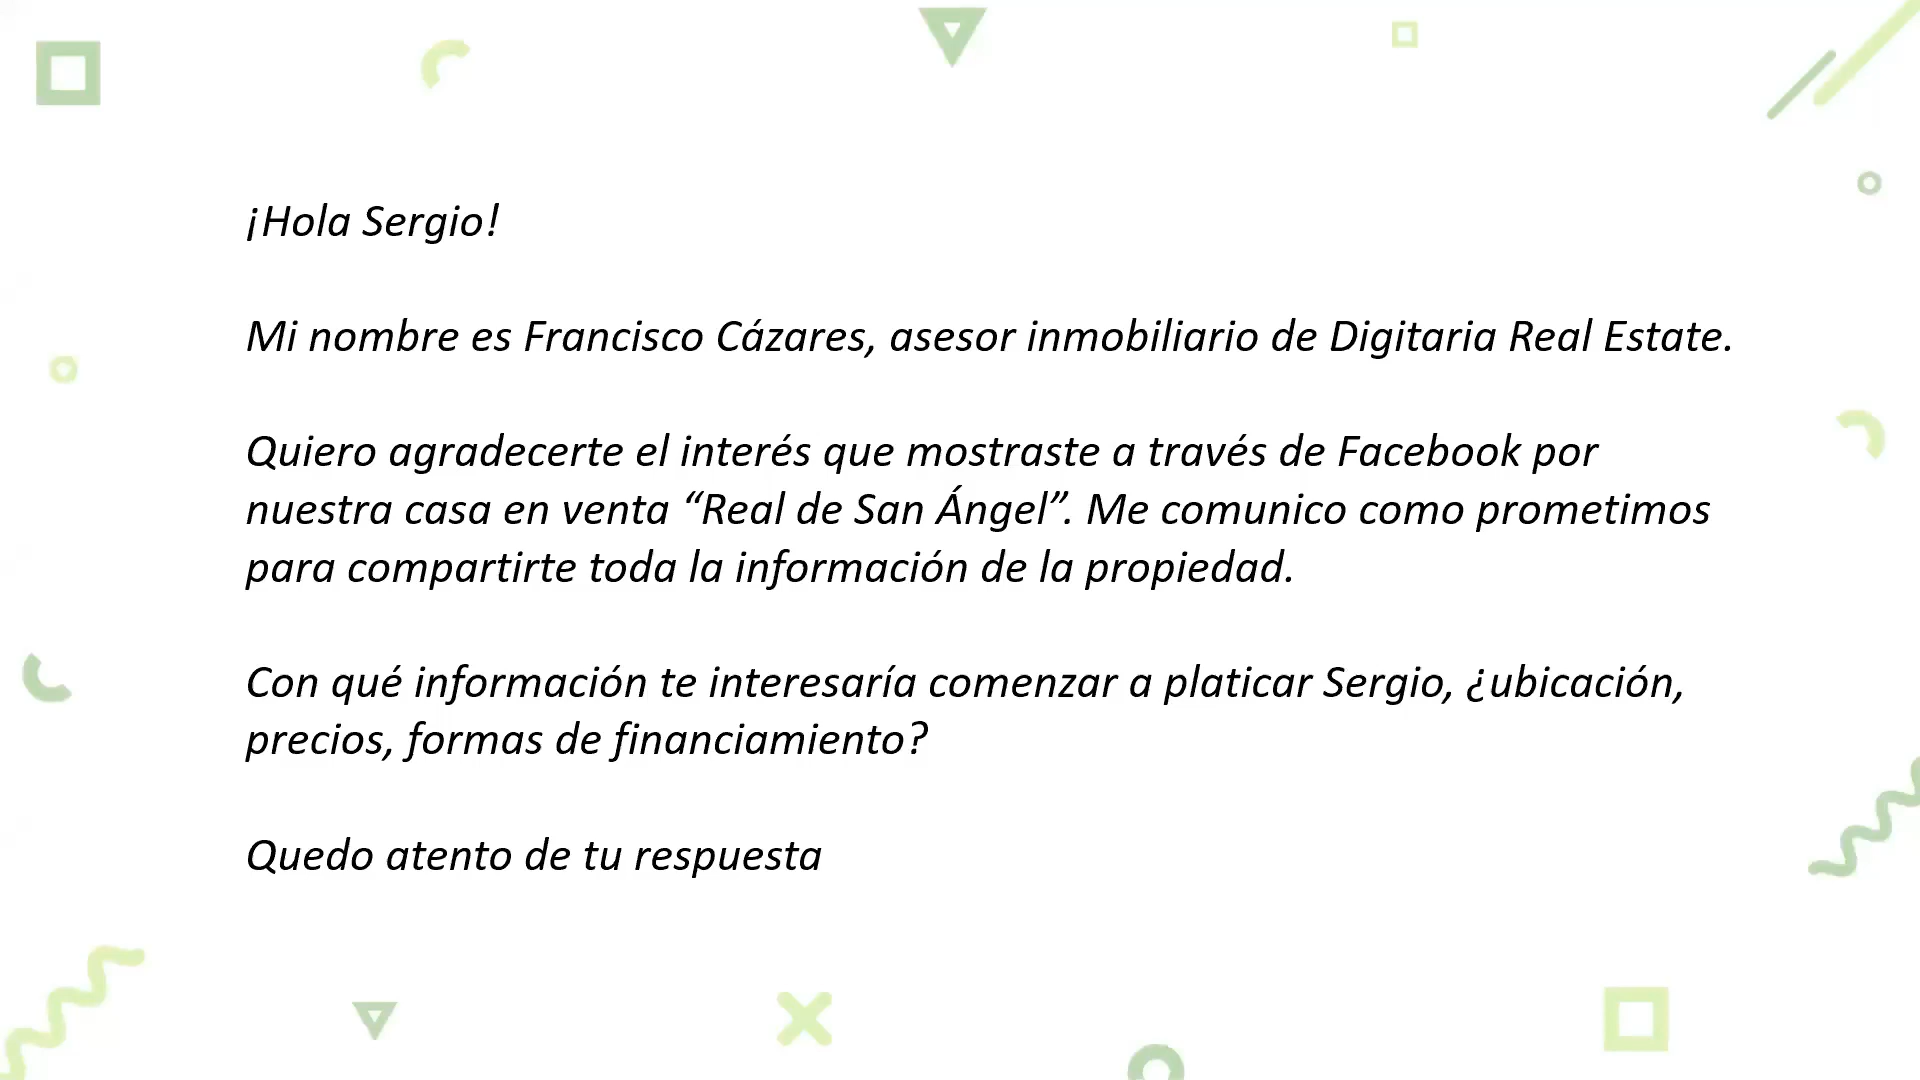 ¡Hola Sergio!
Mi nombre es Francisco Cázares, asesor inmobiliario de Digitaria Real Estate.
Quiero agradecerte el interés que mostraste a través de Facebook por
nuestra casa en venta “Real de San Ángel”. Me comunico como prometimos
para compartirte toda la información de la propiedad.
Con qué información te interesaría comenzar a platicar Sergio, ¿ubicación,
precios, formas de financiamiento?
Quedo atento de tu respuesta